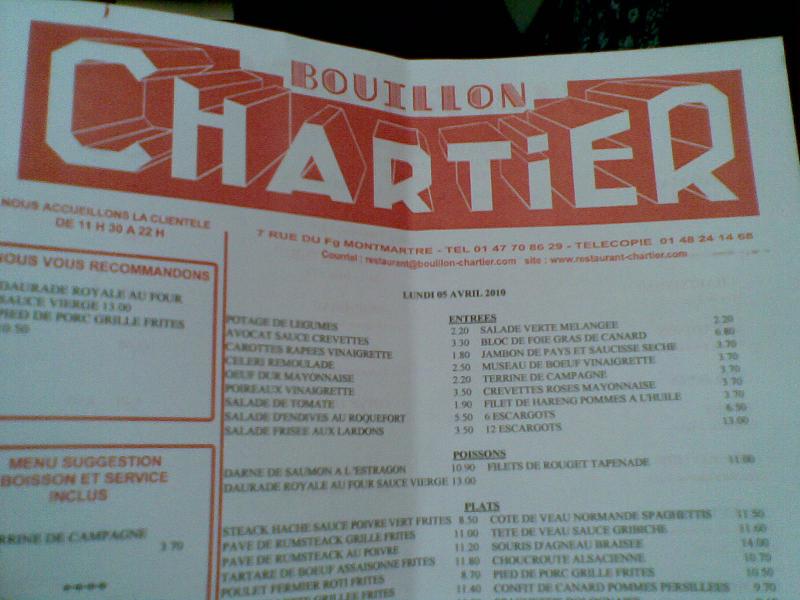 BOUILLON
CHARTiER
NOUS ACCUEILLONS LA CLIENTELE
DE 11 H 30 A 22 H
7 RUE DU Fg MONTMARTRE - TEL 01 47 70 86 29 - TELECOPIE 01 48 24 14 68
Courriel : restaurant@bouillon-chartier.com site : www.restaurant-chartier.com
NOUS VOUS RECOMMANDONS
DAURADE ROYALE AU FOUR
SAUCE VIERGE 13.00
PIED DE PORC GRILLE FRITES
10.50
MENU SUGGESTION
BOISSON ET SERVICE
INCLUS
RRINE DE CAMPAGNE
3.70
****
LUNDI 05 AVRIL 2010
ENTREES
POTAGE DE LEGUMES 2.20 SALADE VERTE MELANGEE 2.20
AVOCAT SAUCE CREVETTES 3.30 BLOC DE FOIE GRAS DE CANARD 6.80
CAROTTES RAPEES VINAIGRETTE 1.80 JAMBON DE PAYS ET SAUCISSE SECHE 3.70
CELERI REMOULADE 2.50 MUSEAU DE BOEUF VINAIGRETTE 3.70
OEUF DUR MAYONNAISE 2.20 TERRINE DE CAMPAGNE 3.70
POIREAUX VINAIGRETTE 3.50 CREVETTES ROSES MAYONNAISE 3.70
SALADE DE TOMATE 1.90 FILET DE HARENG POMMES A L'HUILE 3.70
SALADE D'ENDIVES AU ROQUEFORT 5.50 6 ESCARGOTS 6.50
SALADE FRISEE AUX LARDONS 3.50 12 ESCARGOTS 13.00
POISSONS
DARNE DE SAUMON A L 'ESTRAGON 10.90 FILETS DE ROUGET TAPENADE 11.00
DAURADE ROYALE AU FOUR SAUCE VIERGE 13.00
PLATS
STEACK HACHE SAUCE POIVRE VERT FRITES 8.50 COTE DE VEAU NORMANDE SPAGHETTIS 11.50
PAVE DE RUMSTEACK GRILLE FRITES 11.00 TETE DE VEAU SAUCE GRIBICHE 11.60
PAVE DE RUMSTEACK AU POIVRE 11.20 SOURIS D'AGNEAU BRAISEE 14.00
TARTARE DE BOEUF ASSAISONNE FRITES 11.80 CHOUCROUTE ALSACIENNE 10.70
POULET FERMIER ROTI FRITES 8.70 PIED DE PORC GRILLE FRITES 10.50
GRILLEE FRITES 11.40 CONFIT DE CANARD POMMES PERSILLEES 9.70
SPAGHETTIS BOLOGNAISE